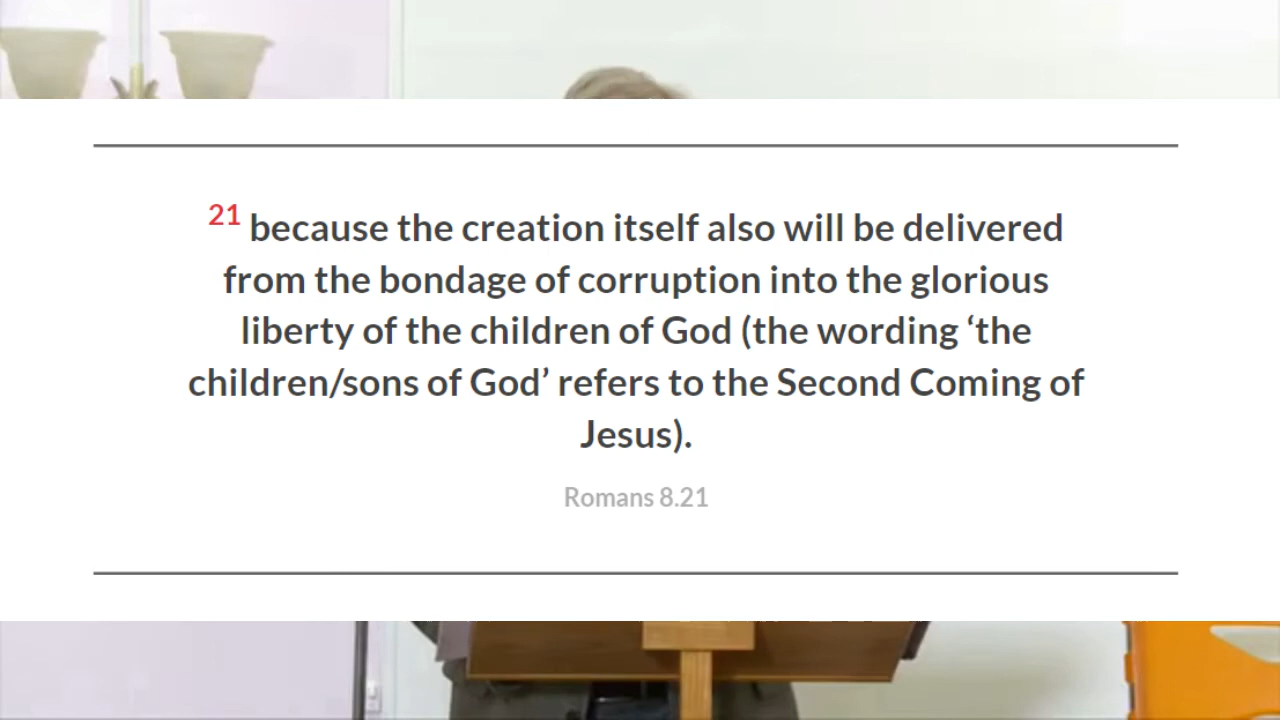 21 because the creation itself also will be delivered
from the bondage of corruption into the glorious
liberty of the children of God (the wording ‘the
children/sons of God’ refers to the Second Coming of
Jesus).
Romans 8.21